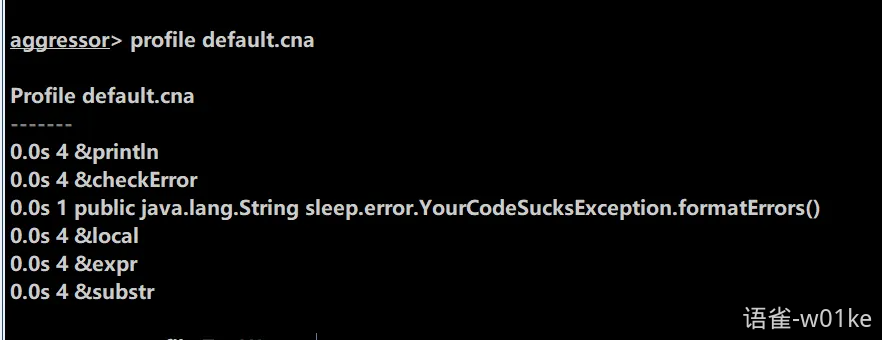 aggressor> profile default.cna
Profile default.cna
-------
0.0s 4 &println
0.0s 4 &checkError
0.0s 1 public java.lang.String sleep.error.YourCodeSucksException.formatErrors()
0.0s 4 &local
0.0s 4 &expr
0.0s 4 &substr
语雀-w01ke